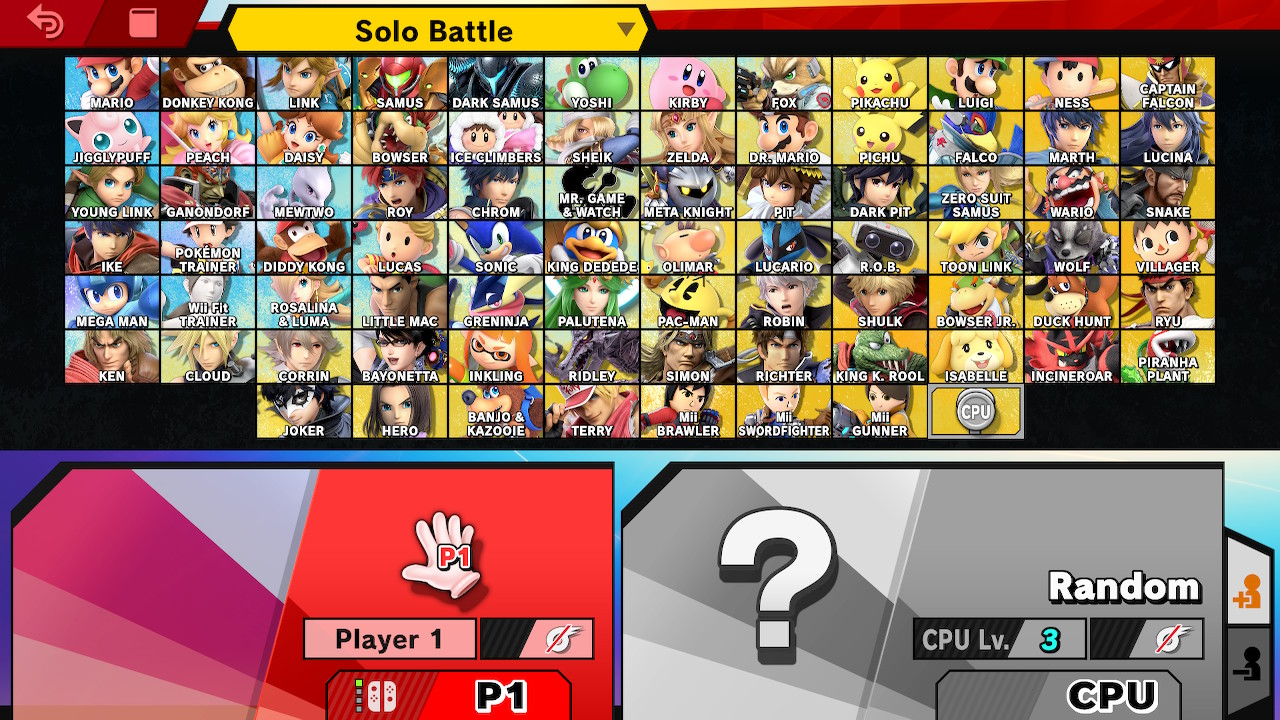 Solo Battle
MARIO
DONKEY KONG
LINK
SAMUS
DARK SAMUS
YOSHI
KIRBY
FOX
PIKACHU
LUIGI
NESS
CAPTAIN
FALCON
JIGGLYPUFF
PEACH
DAISY
BOWSER
ICE CLIMBERS
SHEIK
ZELDA
DR. MARIO
PICHU
FALCO
MARTH
LUCINA
YOUNG LINK
GANONDORF
MEWTWO
ROY
CHROM
MR. GAME
& WATCH
META KNIGHT
PIT
DARK PIT
ZERO SUIT
SAMUS
WARIO
SNAKE
IKE
POKÉMON
TRAINER
DIDDY KONG
LUCAS
SONIC
KING DEDEDE
OLIMAR
LUCARIO
R.O.B.
TOON LINK
WOLF
VILLAGER
MEGA MAN
Wii Fit
TRAINER
ROSALINA
& LUMA
LITTLE MAC
GRENINJA
PALUTENA
PAC-MAN
ROBIN
SHULK
BOWSER JR.
DUCK HUNT
RYU
KEN
CLOUD
CORRIN
BAYONETTA
INKLING
RIDLEY
SIMON
RICHTER
KING K. ROOL
ISABELLE
INCINEROAR
PIRANHA
PLANT
JOKER
HERO
BANJO &
KAZOOIE
TERRY
Mii
BRAWLER
Mii
SWORDFIGHTER
Mii
GUNNER
CPU
P1
Player 1
P1
?
Random
CPU Lv. 3
CPU